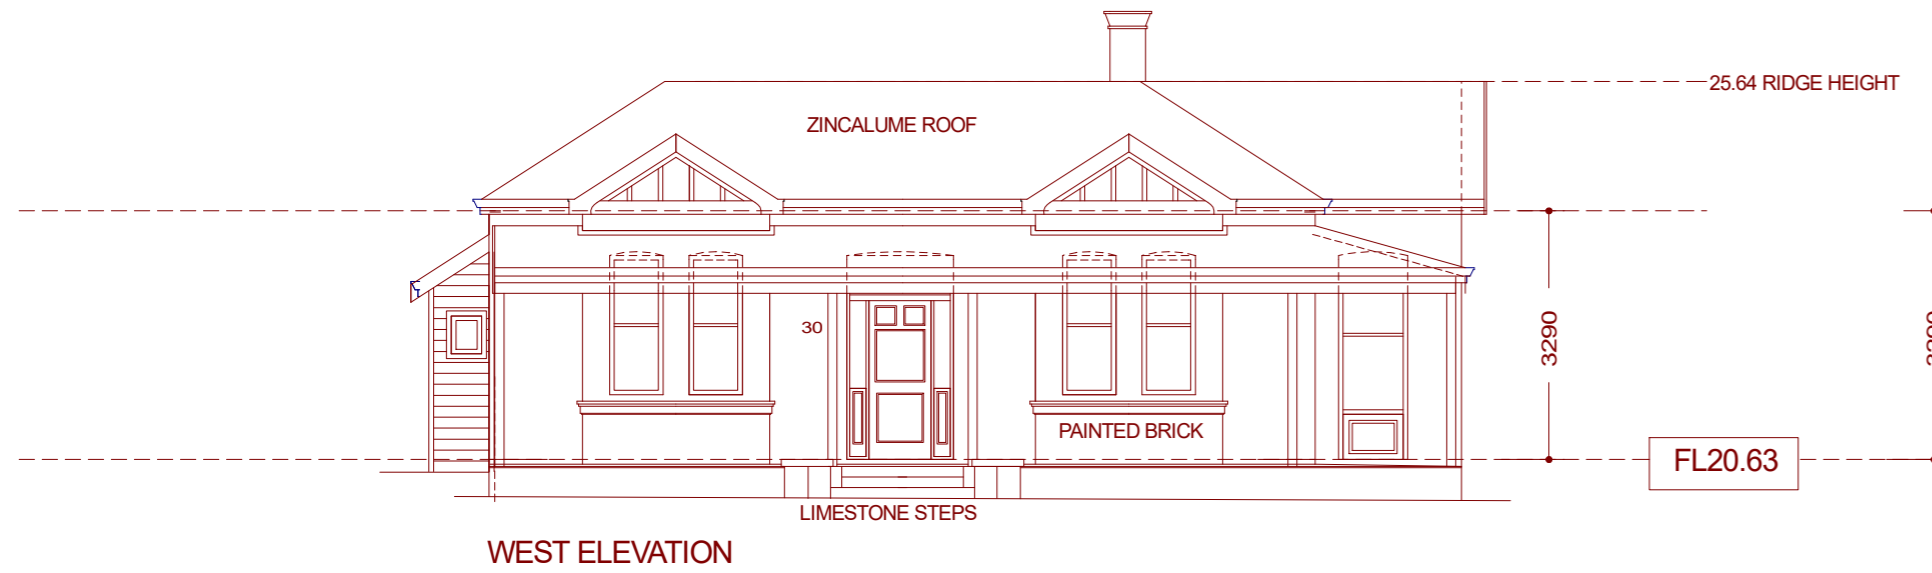 25.64 RIDGE HEIGHT
ZINCALUME ROOF
30
3290
PAINTED BRICK
FL20.63
LIMESTONE STEPS
WEST ELEVATION